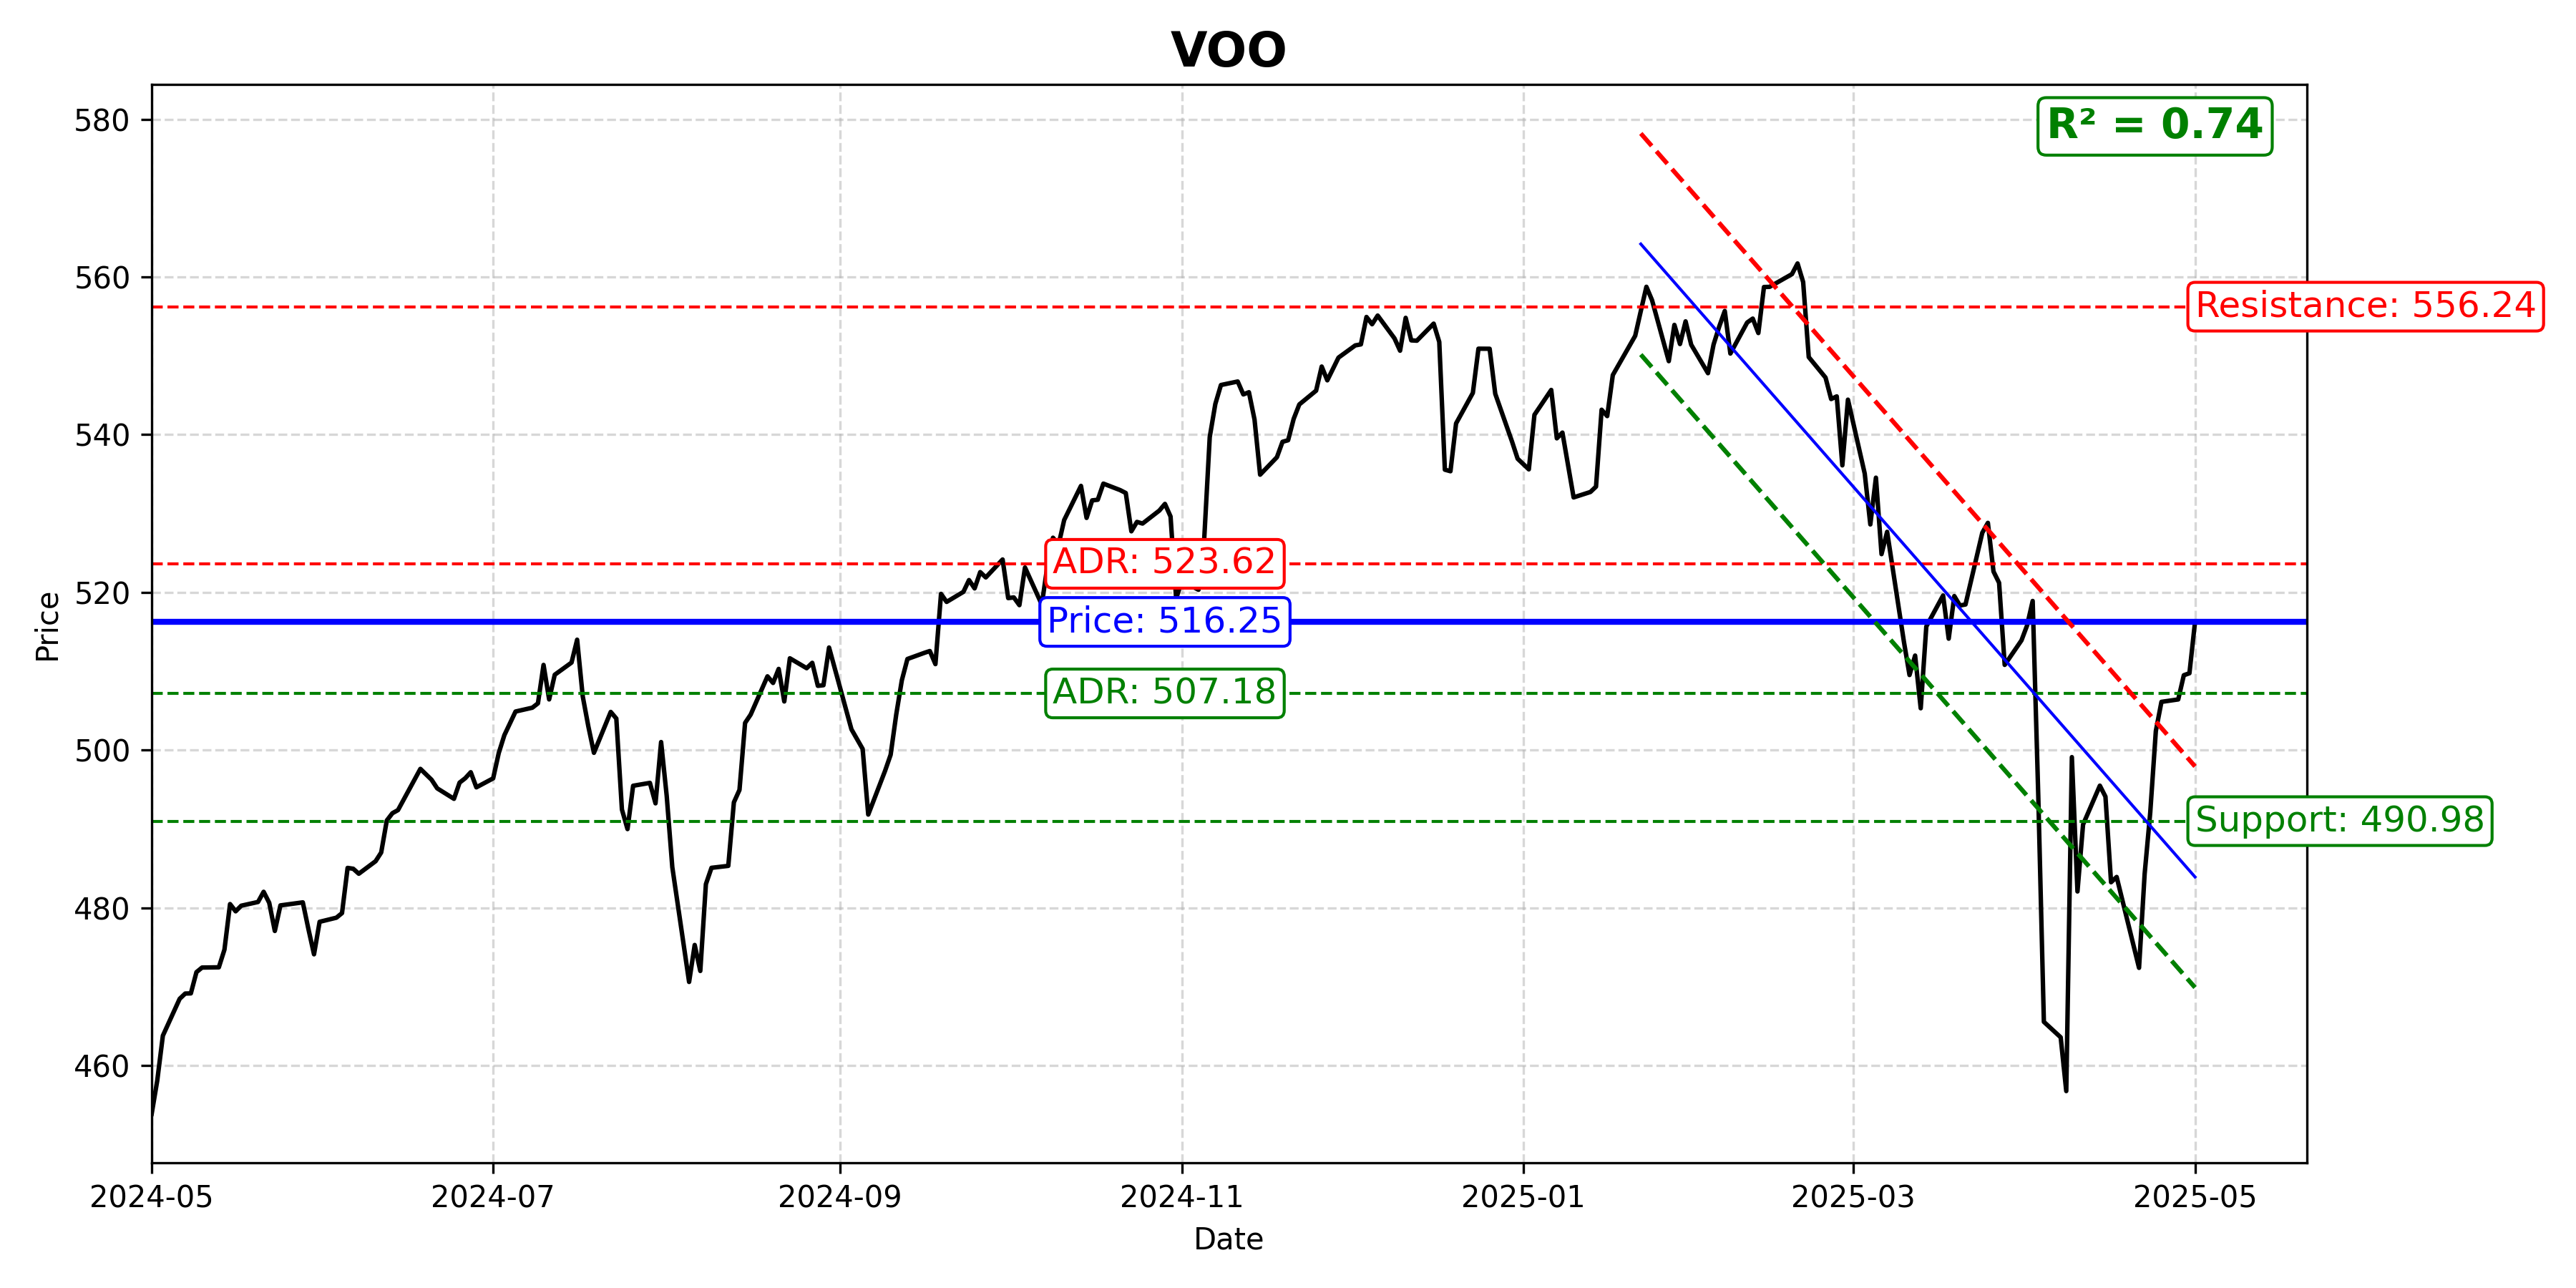 VOO
R² = 0.74
580
560
540
520
500
480
460
Price
Resistance: 556.24
ADR: 523.62
Price: 516.25
ADR: 507.18
Support: 490.98
2024-05
2024-07
2024-09
2024-11
2025-01
2025-03
2025-05
Date